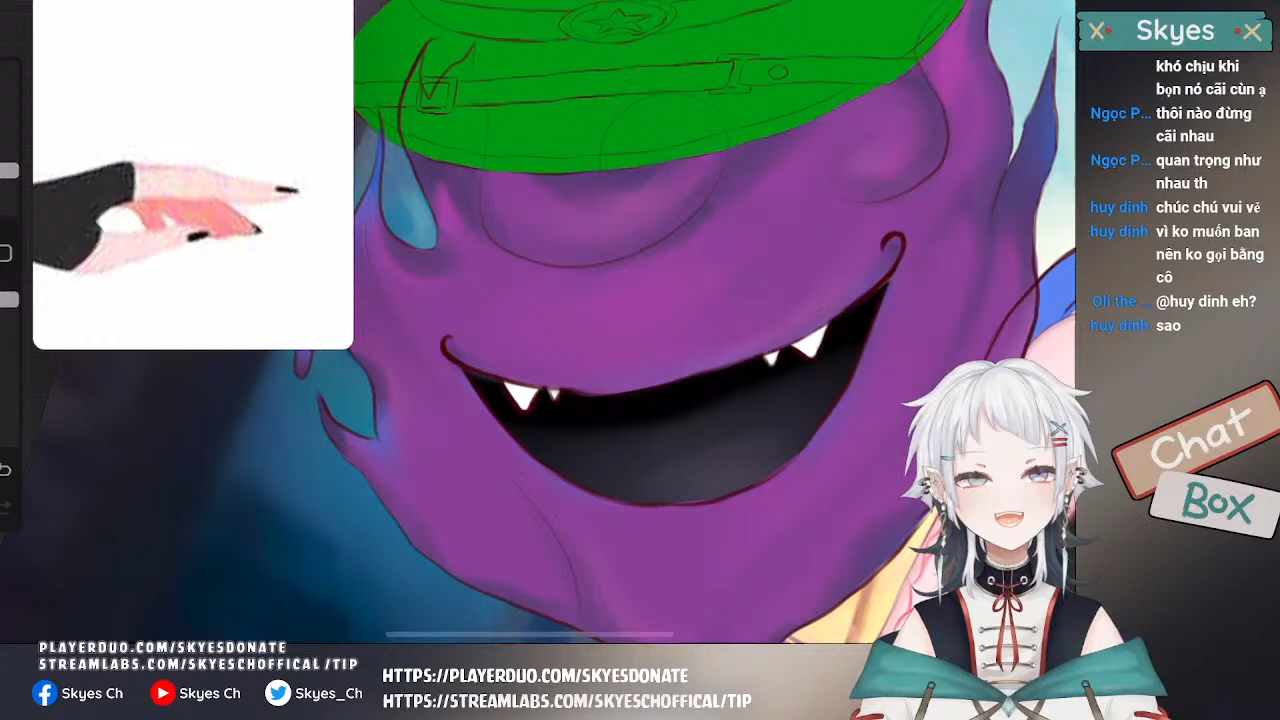 Skyes
khó chịu khi
bọn nó cãi cùn ạ
Ngọc P... thôi nào đừng
cãi nhau
Ngọc P... quan trọng như
nhau th
huy dinh chúc chú vui vẻ
huy dinh vì ko muốn ban
nên ko gọi bằng
cô
Oli the ... @huy dinh eh?
huy dinh sao
Chat
Box
PLAYERDUO.COM/SKYESDONATE
STREAMLABS.COM/SKYESCHOFFICAL/TIP
Skyes Ch
Skyes Ch
Skyes_Ch
HTTPS://PLAYERDUO.COM/SKYESDONATE
HTTPS://STREAMLABS.COM/SKYESCHOFFICAL/TIP